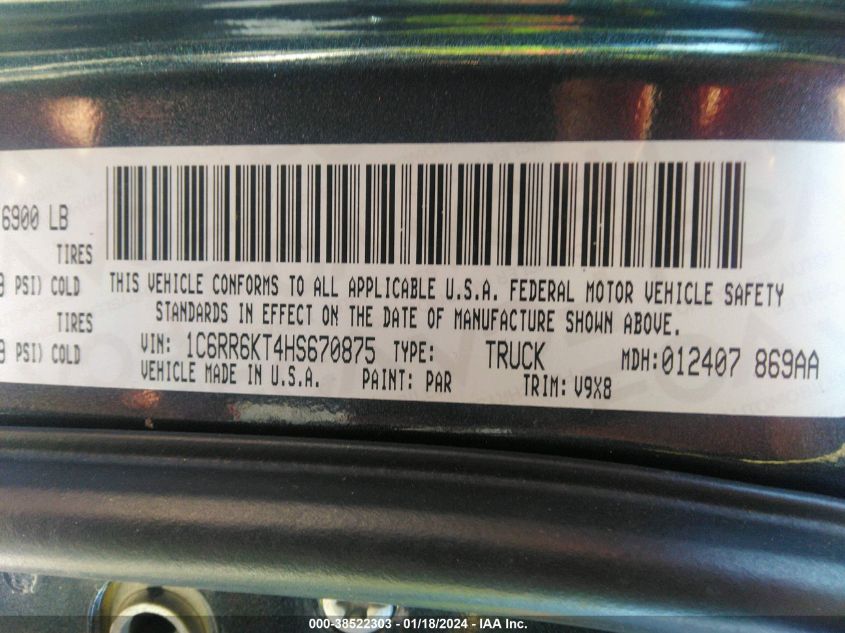 6900 LB
TIRES
PSI) COLD
TIRES
PSI) COLD
THIS VEHICLE CONFORMS TO ALL APPLICABLE U.S.A. FEDERAL MOTOR VEHICLE SAFETY
STANDARDS IN EFFECT ON THE DATE OF MANUFACTURE SHOWN ABOVE.
VIN: 1C6RR6KT4HS670875 TYPE: TRUCK MDH:012407 869AA
VEHICLE MADE IN U.S.A. PAINT: PAR TRIM: V9X8
000-38522303 - 01/18/2024 - IAA Inc.